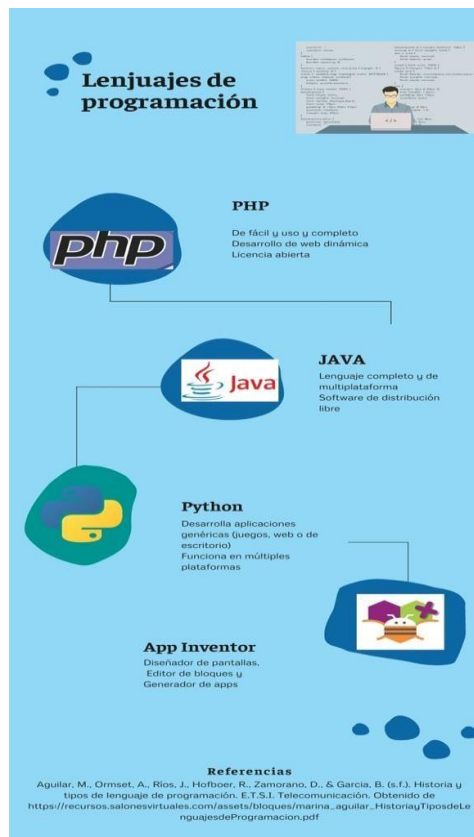 Lenjuajes de
programación
</>
PHP
De fácil y uso y completo
Desarrollo de web dinámica
Licencia abierta
php
JAVA
Lenguaje completo y de
multiplataforma
Software de distribución
libre
Java
Python
Desarrolla aplicaciones
genéricas (juegos, web o de
escritorio)
Funciona en múltiples
plataformas
App Inventor
Diseñador de pantallas,
Editor de bloques y
Generador de apps
Referencias
Aguilar, M., Ormset, A., Ríos, J., Hofboer, R., Zamorano, D., & Garcia, B. (s.f.). Historia y
tipos de lenguaje de programación. E.T.S.I. Telecomunicación. Obtenido de
https://recursos.salonesvirtuales.com/assets/bloques/marina_aguilar_HistoriayTiposdeLe
nguajesdeProgramacion.pdf